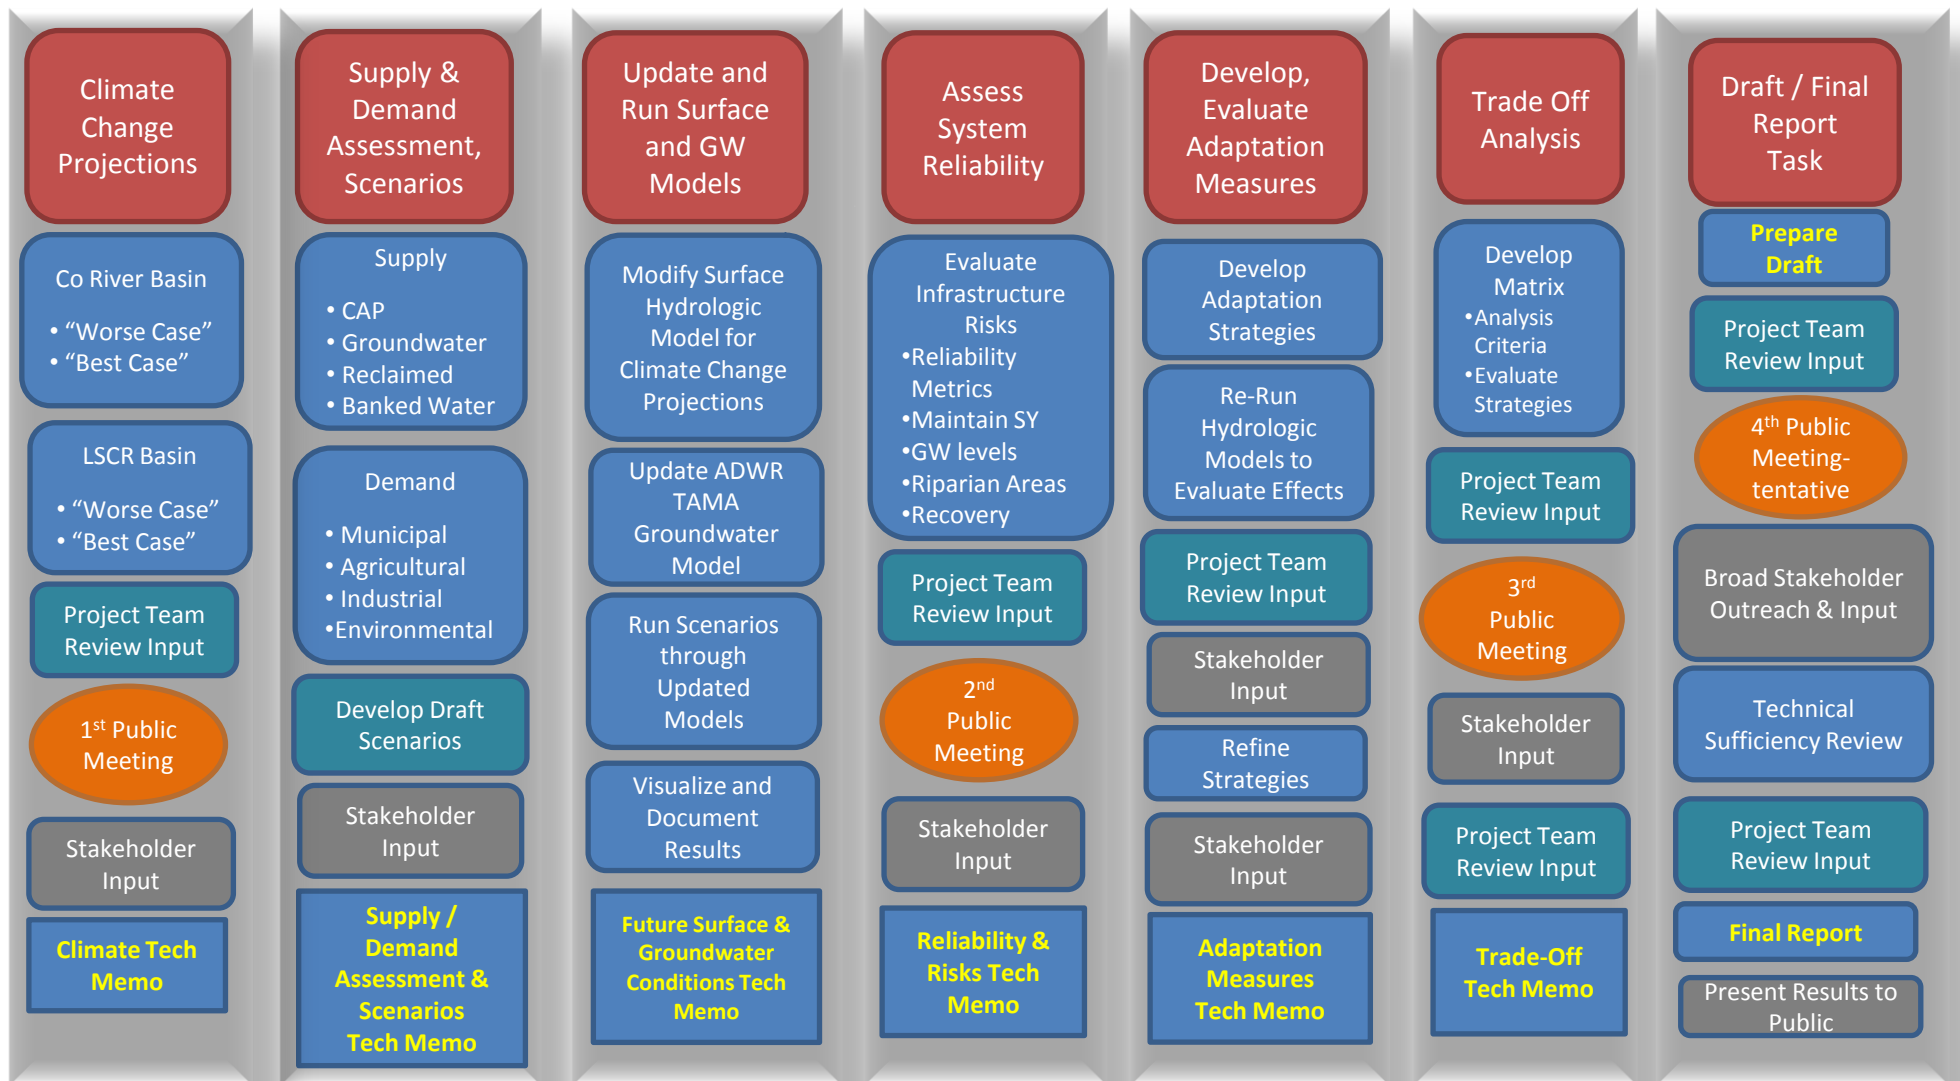 Climate
Change
Projections
Co River Basin
• “Worse Case”
• “Best Case”
LSCR Basin
• “Worse Case”
• “Best Case”
Project Team
Review Input
1st Public
Meeting
Stakeholder
Input
Climate Tech
Memo
Supply &
Demand
Assessment,
Scenarios
Supply
• CAP
• Groundwater
• Reclaimed
• Banked Water
Demand
• Municipal
• Agricultural
• Industrial
•Environmental
Develop Draft
Scenarios
Stakeholder
Input
Supply /
Demand
Assessment &
Scenarios
Tech Memo
Update and
Run Surface
and GW
Models
Modify Surface
Hydrologic
Model for
Climate Change
Projections
Update ADWR
TAMA
Groundwater
Model
Run Scenarios
through
Updated
Models
Visualize and
Document
Results
Future Surface &
Groundwater
Conditions Tech
Memo
Assess
System
Reliability
Evaluate
Infrastructure
Risks
•Reliability
Metrics
•Maintain SY
•GW levels
•Riparian Areas
•Recovery
Project Team
Review Input
2nd
Public
Meeting
Stakeholder
Input
Reliability &
Risks Tech
Memo
Develop,
Evaluate
Adaptation
Measures
Develop
Adaptation
Strategies
Re-Run
Hydrologic
Models to
Evaluate Effects
Project Team
Review Input
Stakeholder
Input
Refine
Strategies
Stakeholder
Input
Adaptation
Measures
Tech Memo
Trade Off
Analysis
Develop
Matrix
•Analysis
Criteria
•Evaluate
Strategies
Project Team
Review Input
3rd
Public
Meeting
Stakeholder
Input
Project Team
Review Input
Trade-Off
Tech Memo
Draft / Final
Report
Task
Prepare
Draft
Project Team
Review Input
4th Public
Meeting-
tentative
Broad Stakeholder
Outreach & Input
Technical
Sufficiency Review
Project Team
Review Input
Final Report
Present Results to
Public